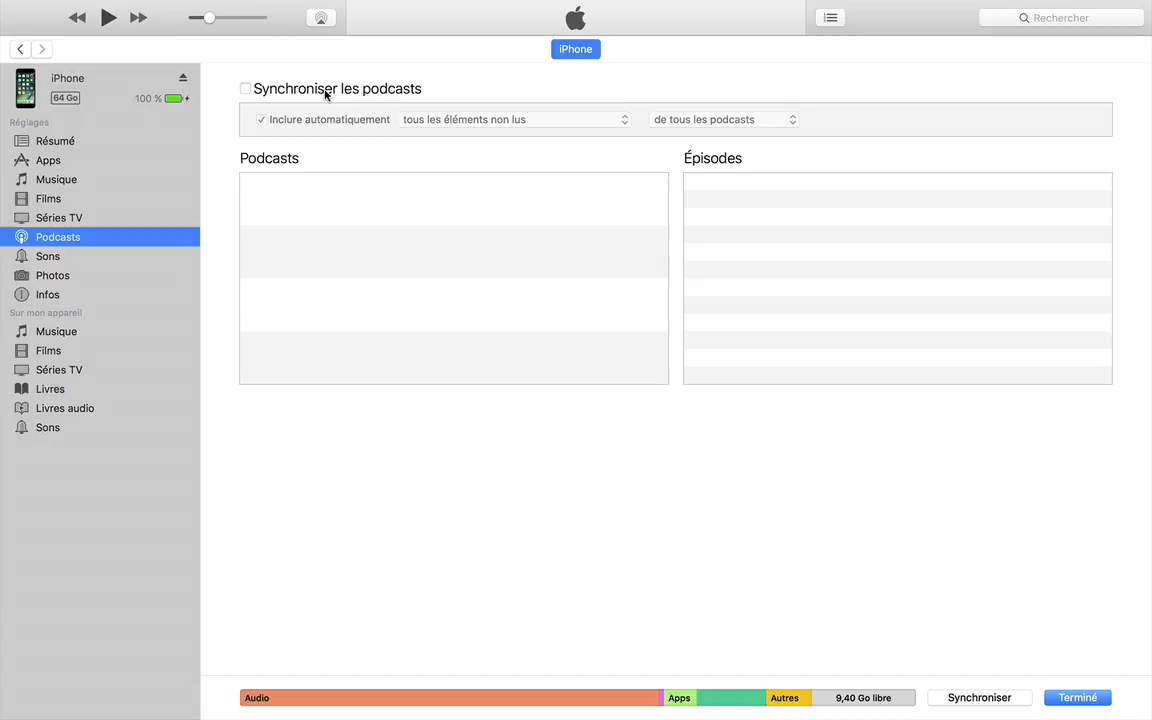 Rechercher
iPhone
iPhone
64 Go
100 %
Réglages
Résumé
Apps
Musique
Films
Séries TV
Podcasts
Sons
Photos
Infos
Sur mon appareil
Musique
Films
Séries TV
Livres
Livres audio
Sons
Synchroniser les podcasts
Inclure automatiquement tous les éléments non lus de tous les podcasts
Podcasts
Épisodes
Audio Apps Autres 9,40 Go libre Synchroniser Terminé